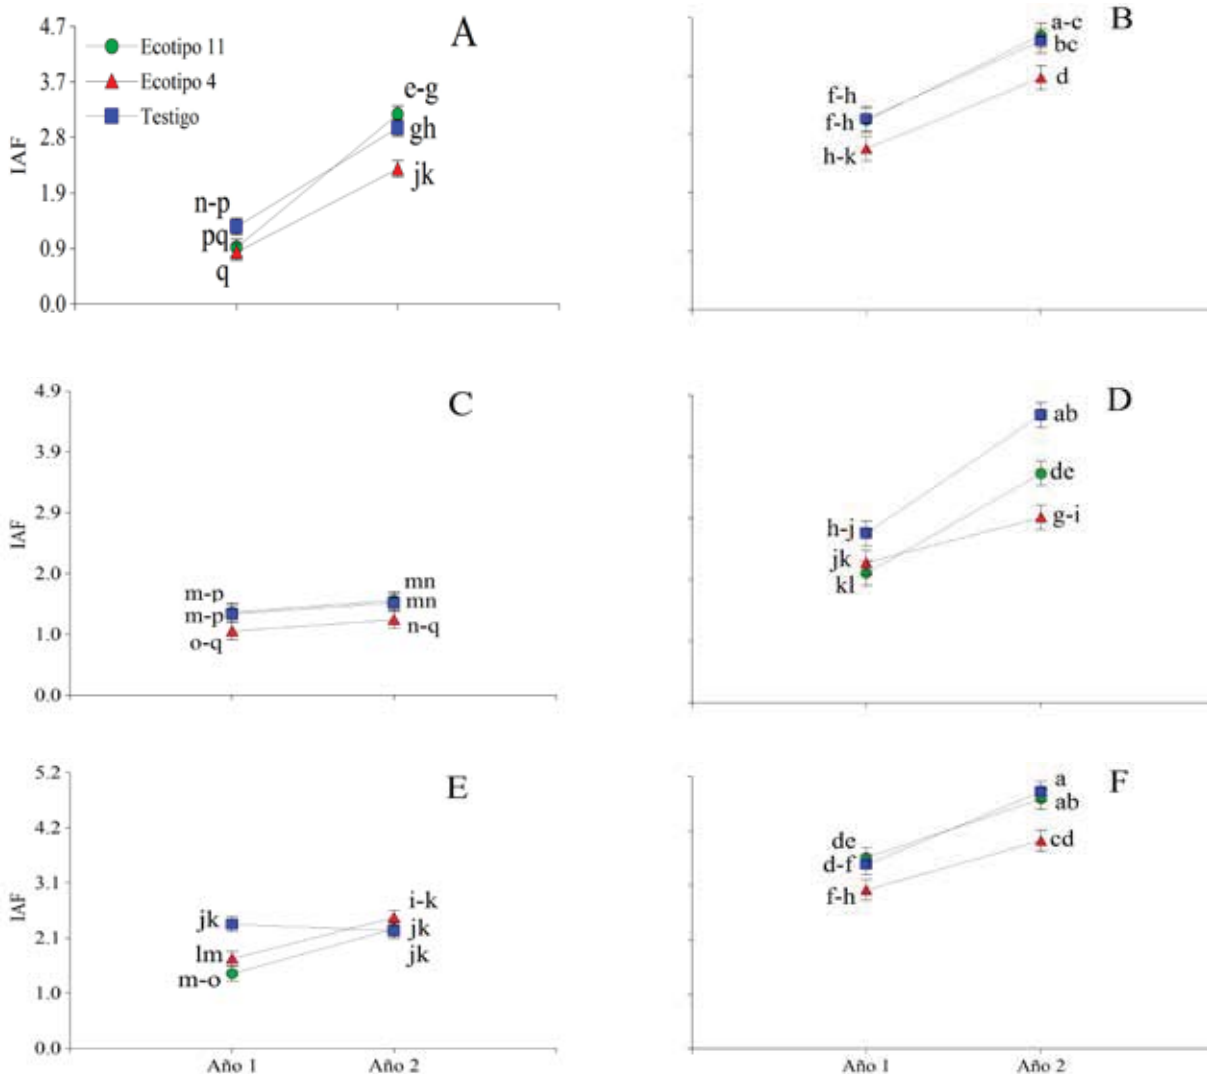 4.7
3.7
2.8
1.9
0.9
0.0
IAF
Ecotipo 11
Ecotipo 4
Testigo
A
e-g
gh
jk
n-p
pq
q
B
a-c
bc
d
f-h
f-h
h-k
4.9
3.9
2.9
2.0
1.0
0.0
IAF
C
m-p
m-p
o-q
mn
mn
n-q
D
ab
de
g-i
h-j
jk
kl
5.2
4.2
3.1
2.1
1.0
0.0
IAF
E
jk
lm
m-o
i-k
jk
jk
Año 1
Año 2
F
a
ab
cd
de
d-f
f-h
Año 1
Año 2